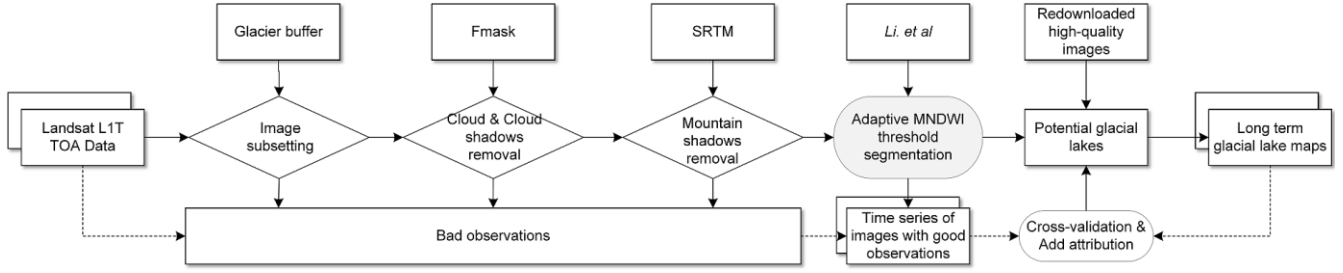 Glacier buffer
Fmask
SRTM
Li. et al
Redownloaded
high-quality
images
Landsat L1T
TOA Data
Image
subsetting
Cloud & Cloud
shadows
removal
Mountain
shadows
removal
Adaptive MNDWI
threshold
segmentation
Potential glacial
lakes
Long term
glacial lake maps
Bad observations
Time series of
images with good
observations
Cross-validation &
Add attribution